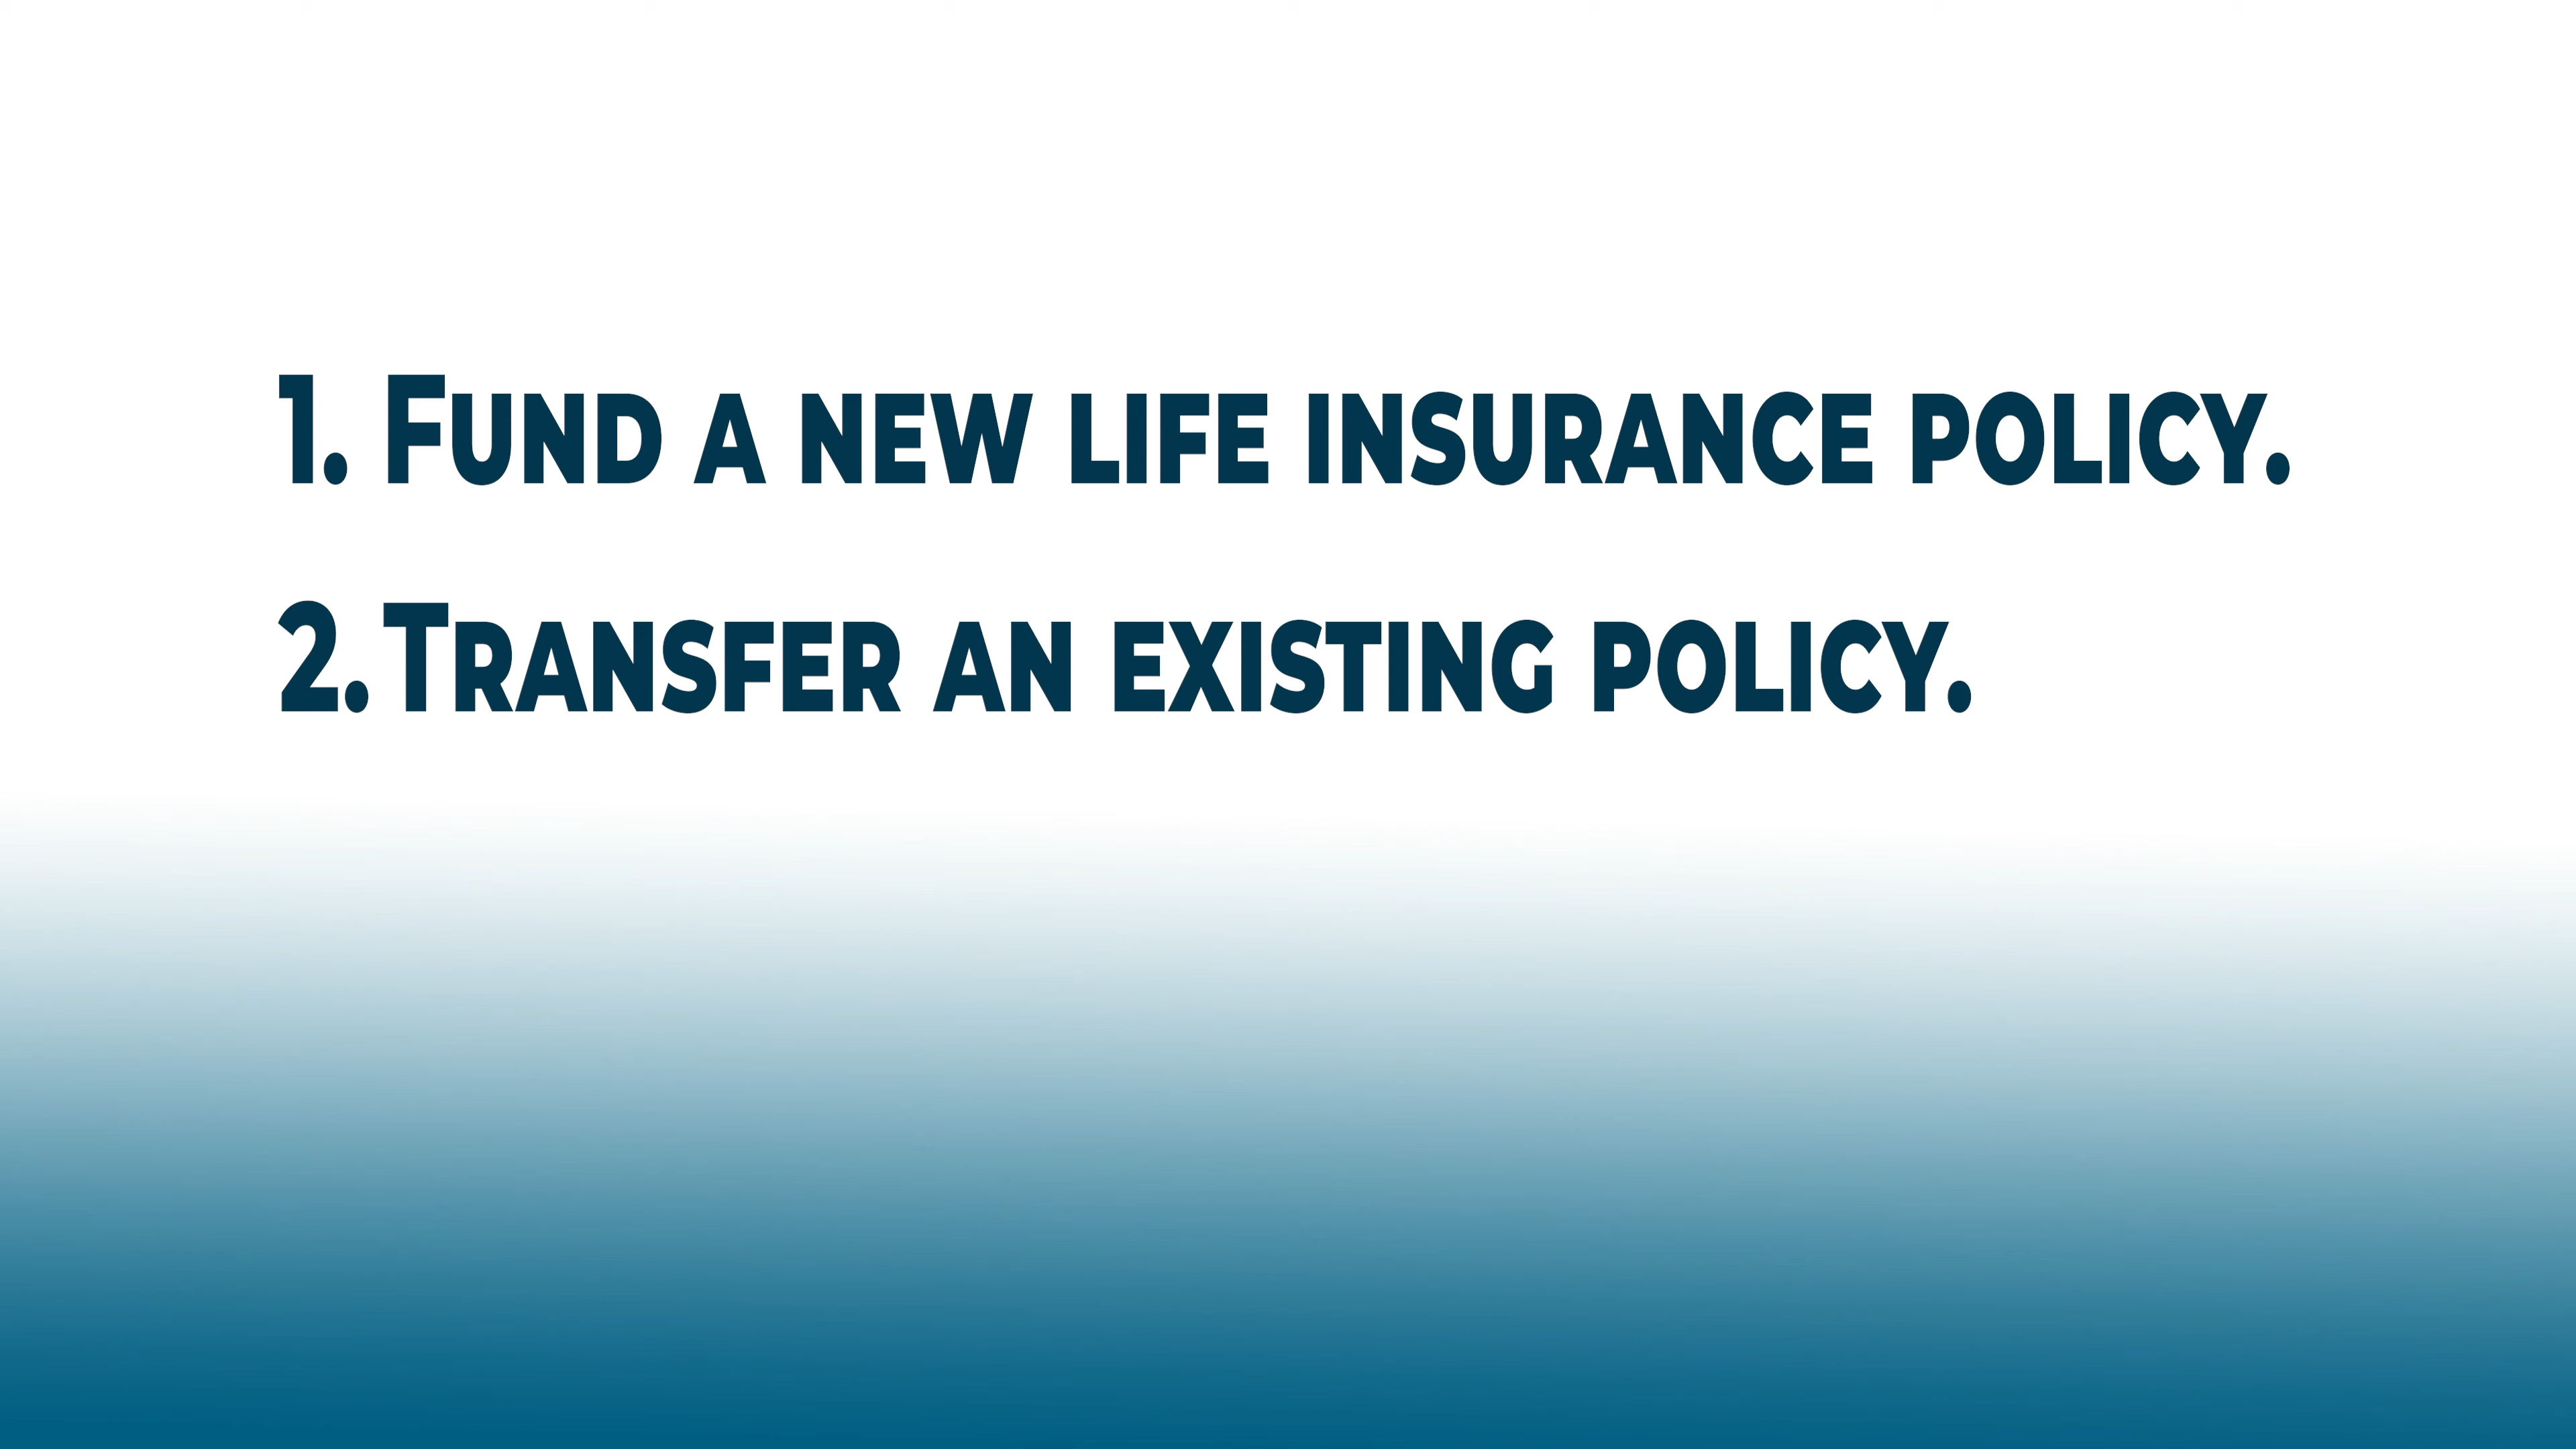 1. Fund a new life insurance policy.
2. Transfer an existing policy.